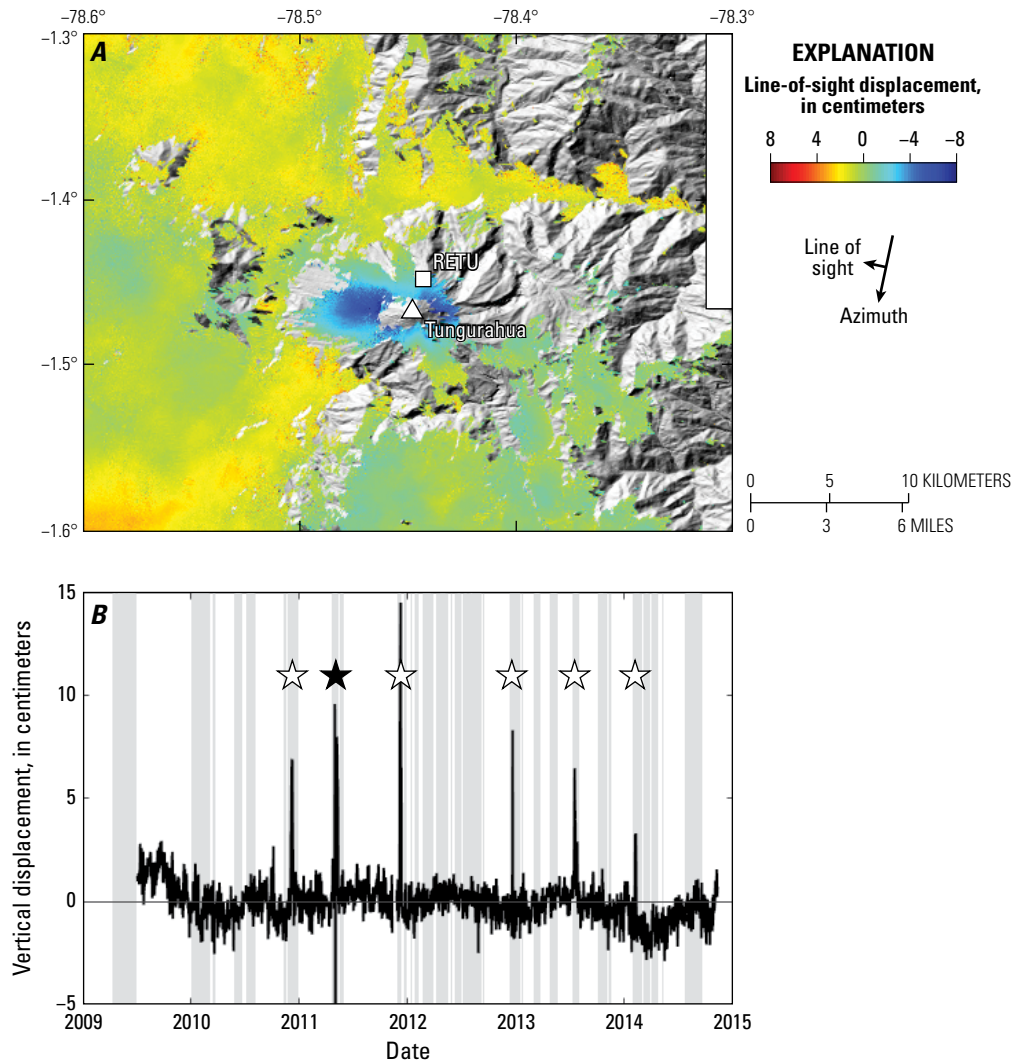 −78.6 −78.5° −78.4° −78.3°
−1.3°
−1.4°
−1.5°
−1.6°
A
RETU
Tungurahua
EXPLANATION
Line-of-sight displacement,
in centimeters
8 4 0 −4 −8
Line of
sight
Azimuth
0 5 10 KILOMETERS
0 3 6 MILES
B
Vertical displacement, in centimeters
15
10
5
0
−5
2009 2010 2011 2012 2013 2014 2015
Date